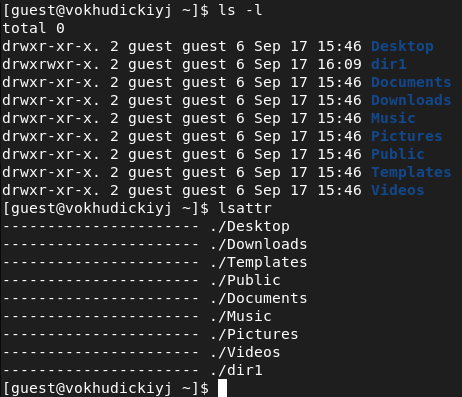 [guest@vokhudickiyj ~]$ ls -l
total 0
drwxr-xr-x. 2 guest guest 6 Sep 17 15:46 Desktop
drwxrwxr-x. 2 guest guest 6 Sep 17 16:09 dir1
drwxr-xr-x. 2 guest guest 6 Sep 17 15:46 Documents
drwxr-xr-x. 2 guest guest 6 Sep 17 15:46 Downloads
drwxr-xr-x. 2 guest guest 6 Sep 17 15:46 Music
drwxr-xr-x. 2 guest guest 6 Sep 17 15:46 Pictures
drwxr-xr-x. 2 guest guest 6 Sep 17 15:46 Public
drwxr-xr-x. 2 guest guest 6 Sep 17 15:46 Templates
drwxr-xr-x. 2 guest guest 6 Sep 17 15:46 Videos
[guest@vokhudickiyj ~]$ lsattr
---------------------- ./Desktop
---------------------- ./Downloads
---------------------- ./Templates
---------------------- ./Public
---------------------- ./Documents
---------------------- ./Music
---------------------- ./Pictures
---------------------- ./Videos
---------------------- ./dir1
[guest@vokhudickiyj ~]$